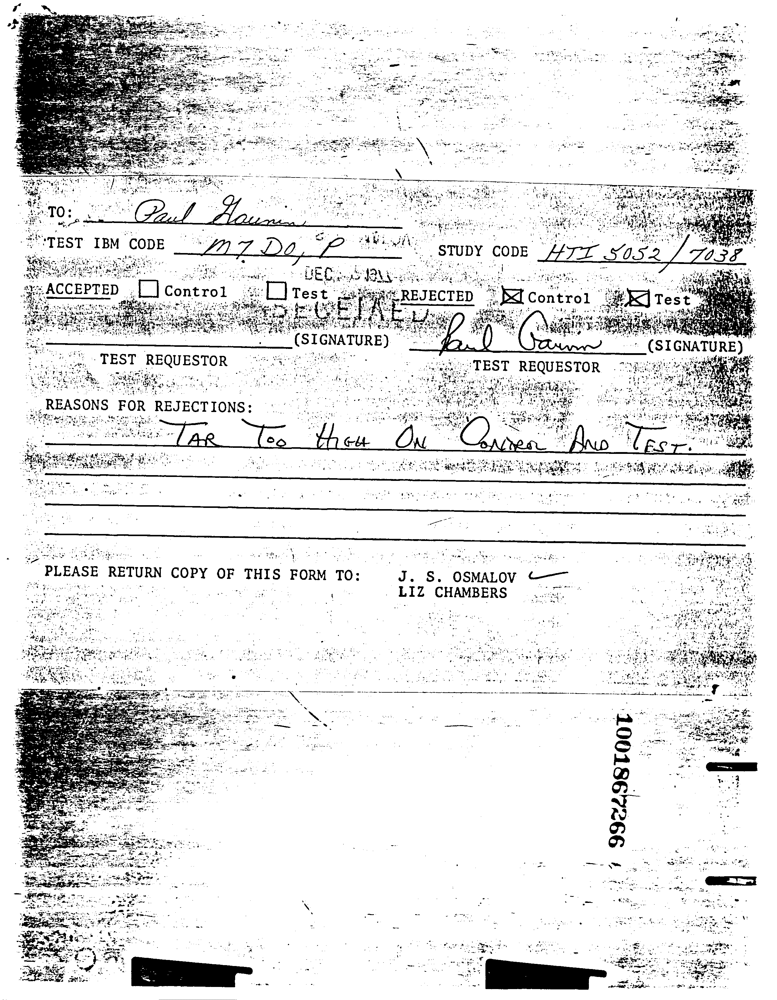 TO: Paul Gaurin
TEST IBM CODE M7DO, P STUDY CODE HTI 5052/7038
DEC.
ACCEPTED Control Test REJECTED ☒ Control ☒ Test
RECEIVED
(SIGNATURE) Paul Gauvin (SIGNATURE)
TEST REQUESTOR TEST REQUESTOR
REASONS FOR REJECTIONS:
TAR TOO HIGH ON CONTROL AND TEST.
PLEASE RETURN COPY OF THIS FORM TO: J. S. OSMALOV
LIZ CHAMBERS
1001867266